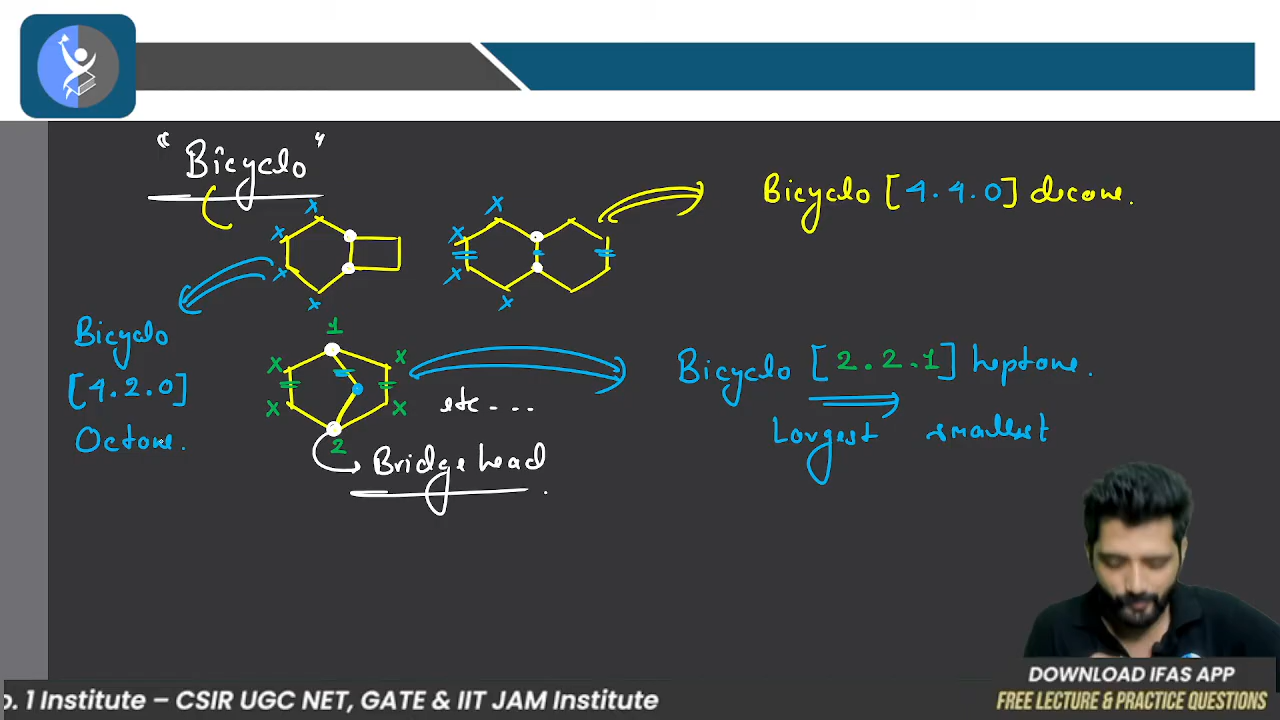 "Bicyclo"
Bicyclo [4.4.0] decane.
Bicyclo
[4.2.0]
Octane.
x
x
x
x
x
x
x
x
1
x
x
x
x
2
etc...
Bridge head
Bicyclo [2.2.1] heptane.
Largest smallest
DOWNLOAD IFAS APP
FREE LECTURE & PRACTICE QUESTIONS
o. 1 Institute – CSIR UGC NET, GATE & IIT JAM Institute